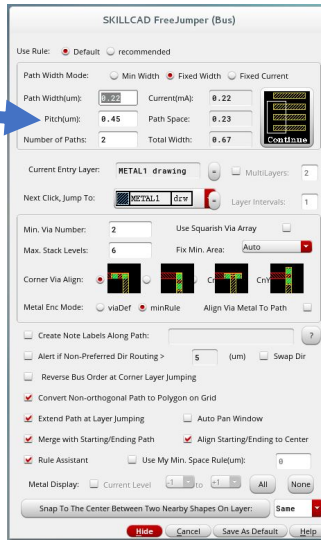 SKILLCAD FreeJumper (Bus)
Use Rule: Default recommended
Path Width Mode: Min Width Fixed Width Fixed Current
Path Width(um): 0.22 Current(mA): 0.22
Pitch(um): 0.45 Path Space: 0.23
Number of Paths: 2 Total Width: 0.67 Continue
Current Entry Layer: METAL1 drawing MultiLayers: 2
Next Click, Jump To: METAL1 drw Layer Intervals: 1
Min. Via Number: 2 Use Squarish Via Array
Max. Stack Levels: 6 Fix Min. Area: Auto
Corner Via Align: Cr CnY
Metal Enc Mode: viaDef minRule Align Via Metal To Path
Create Note Labels Along Path: ?
Alert if Non-Preferred Dir Routing > 5 (um) Swap Dir
Reverse Bus Order at Corner Layer Jumping
Convert Non-orthogonal Path to Polygon on Grid
Extend Path at Layer Jumping Auto Pan Window
Merge with Starting/Ending Path Align Starting/Ending to Center
Rule Assistant Use My Min. Space Rule(um): 0
Metal Display: Current Level -1 to +1 All None
Snap To The Center Between Two Nearby Shapes On Layer: Same
Hide Cancel Save As Default Help